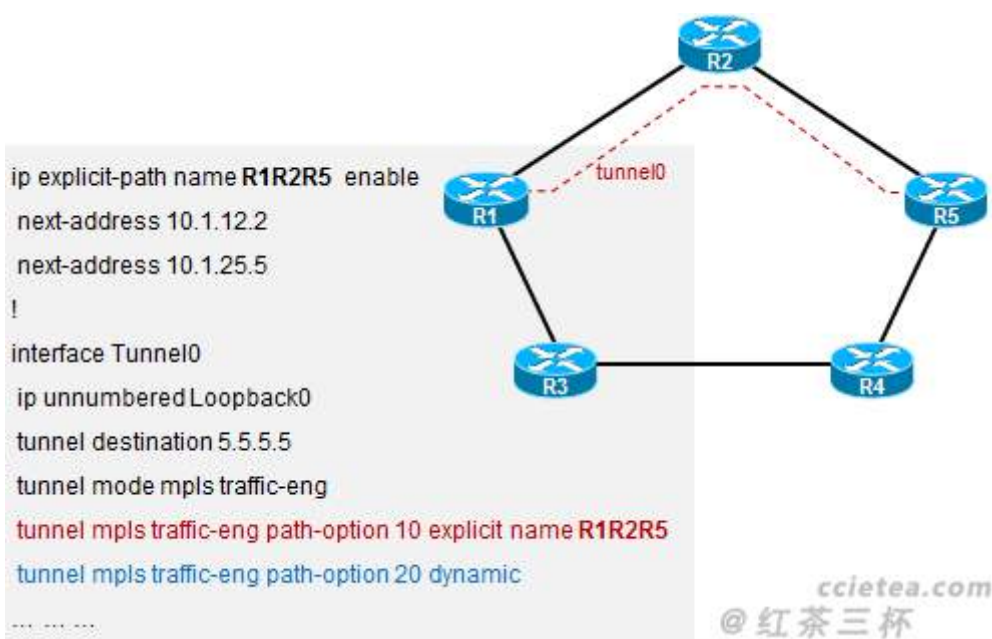 ip explicit-path name R1R2R5 enable
next-address 10.1.12.2
next-address 10.1.25.5
!
interface Tunnel0
ip unnumbered Loopback0
tunnel destination 5.5.5.5
tunnel mode mpls traffic-eng
tunnel mpls traffic-eng path-option 10 explicit name R1R2R5
tunnel mpls traffic-eng path-option 20 dynamic
... ... ...
R2
tunnel0
R1
R5
R3
R4
ccietea.com
@红茶三杯